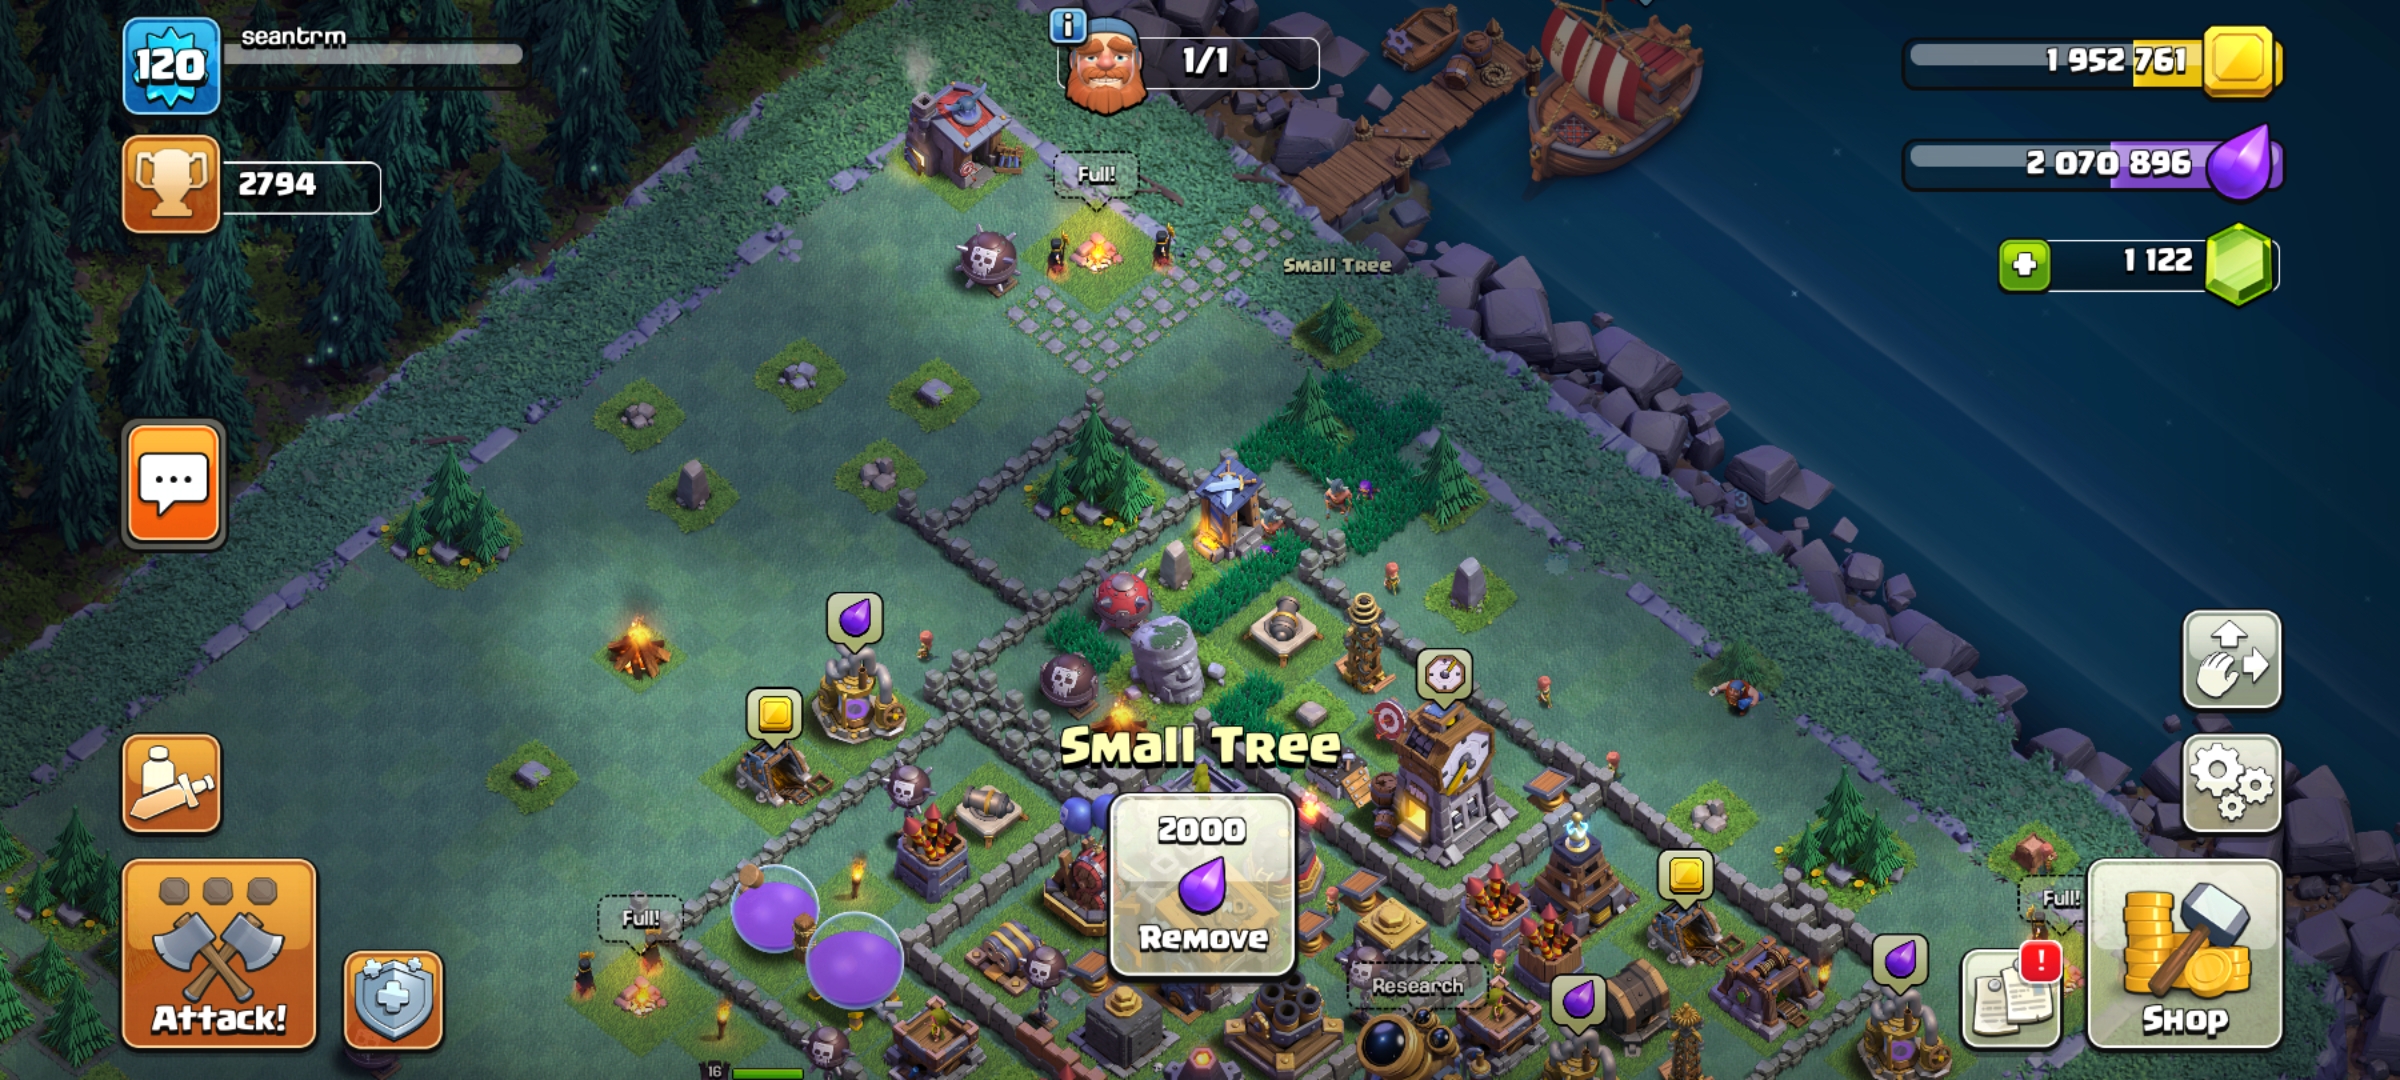 120
seantrm
1/1
1 952 761
2794
Full!
2 070 896
1 122
Small Tree
Small Tree
2000
Remove
Full!
Full!
Research
Attack!
Shop
16